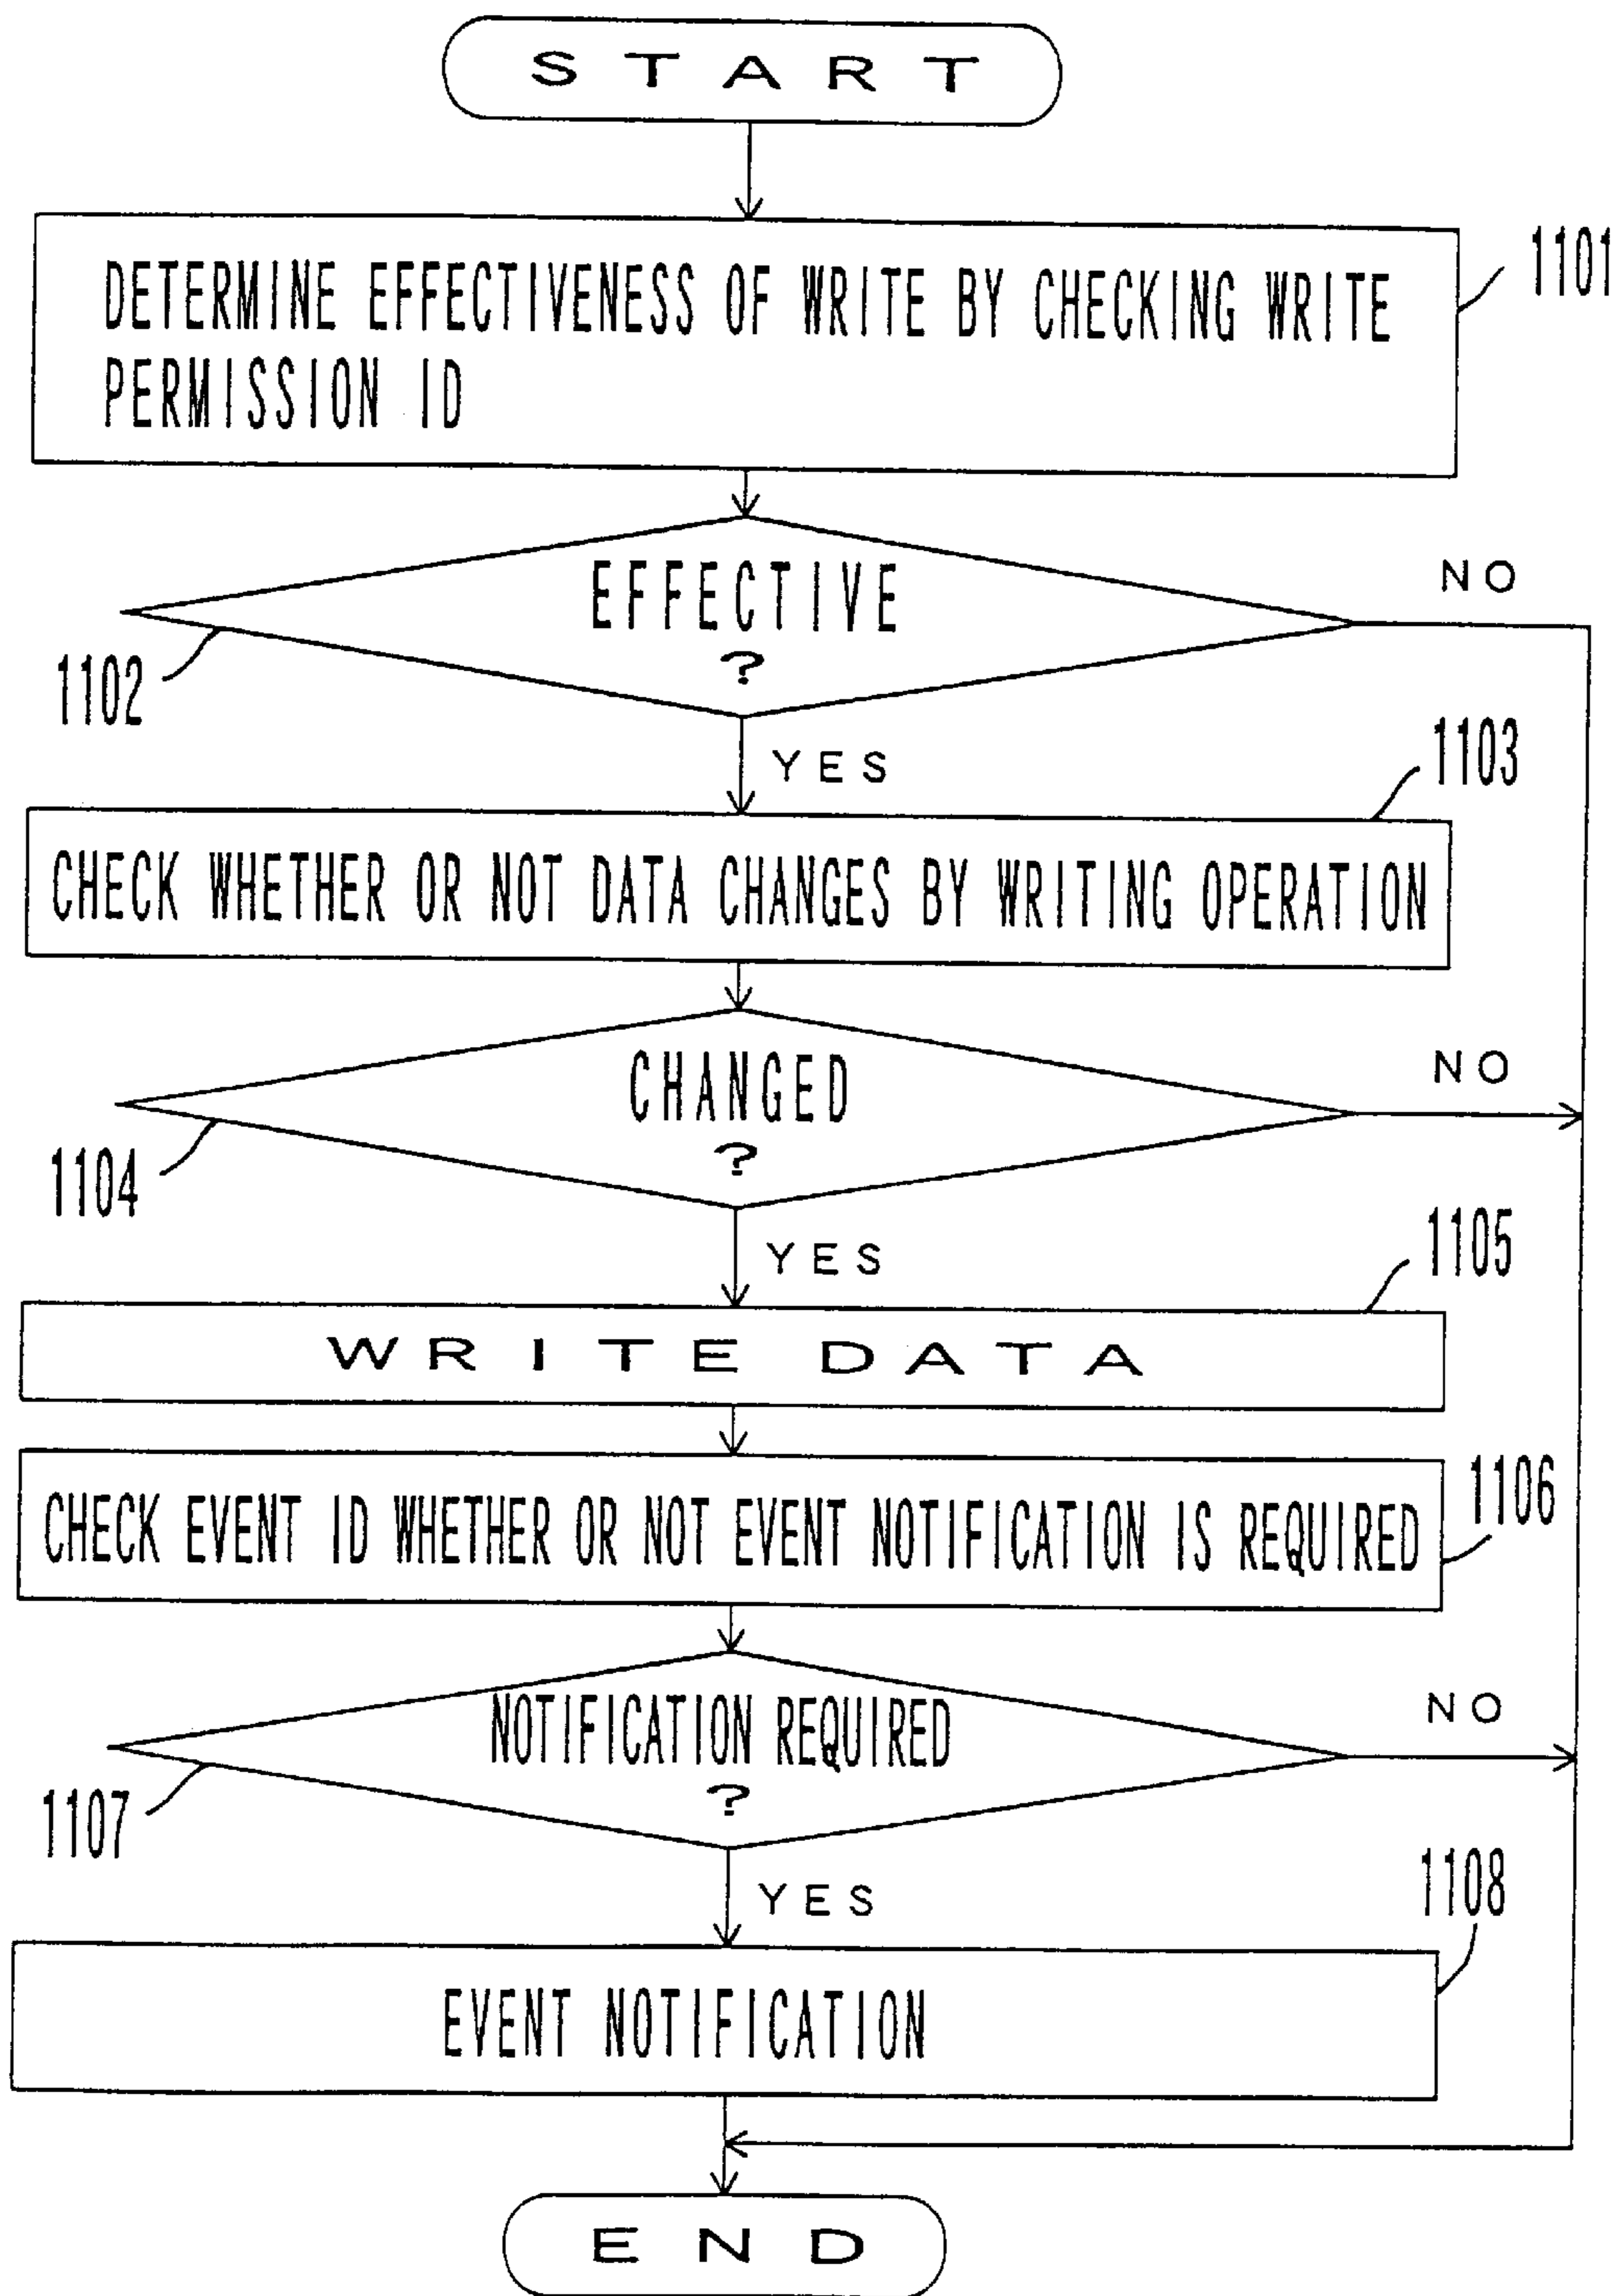 START
1101
DETERMINE EFFECTIVENESS OF WRITE BY CHECKING WRITE
PERMISSION ID
EFFECTIVE
?
NO
1102
YES
1103
CHECK WHETHER OR NOT DATA CHANGES BY WRITING OPERATION
CHANGED
?
NO
1104
YES
1105
WRITE DATA
1106
CHECK EVENT ID WHETHER OR NOT EVENT NOTIFICATION IS REQUIRED
NOTIFICATION REQUIRED
?
NO
1107
YES
1108
EVENT NOTIFICATION
END